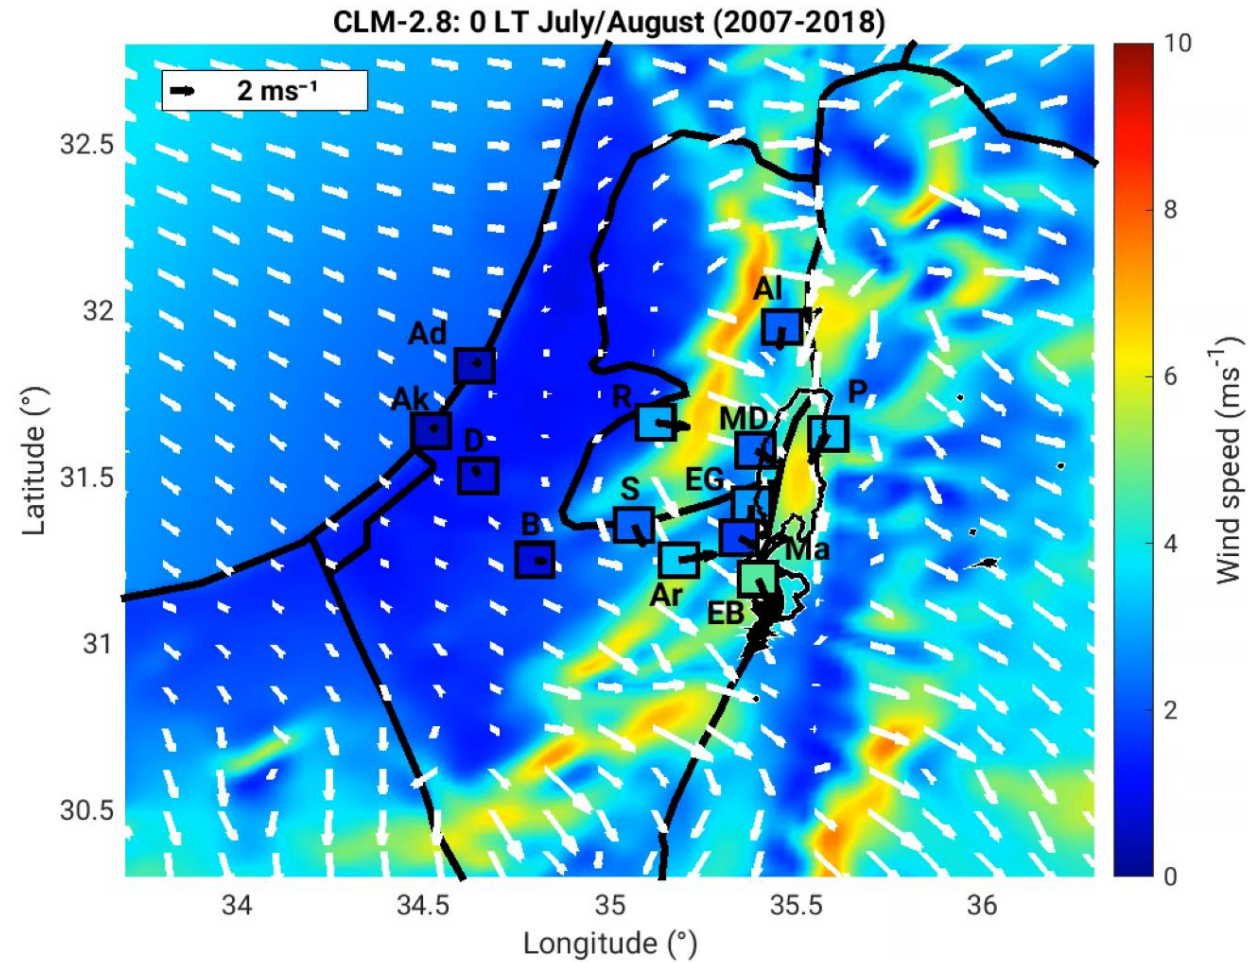 CLM-2.8: 0 LT July/August (2007-2018)
2 ms⁻¹
32.5
32
31.5
31
30.5
Latitude (°)
34
34.5
35
35.5
36
Longitude (°)
Al
Ad
Ak
D
R
MD
P
EG
S
B
Ma
Ar
EB
10
8
6
4
2
0
Wind speed (ms⁻¹)